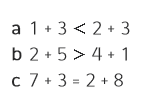 a 1 + 3 < 2 + 3
b 2 + 5 > 4 + 1
c 7 + 3 = 2 + 8